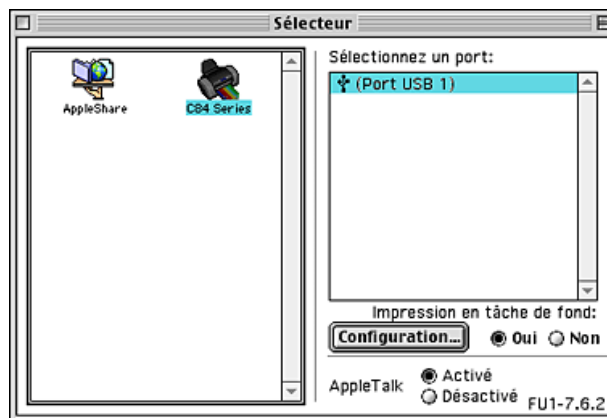 Sélecteur
AppleShare
C84 Series
Sélectionnez un port:
(Port USB 1)
Impression en tâche de fond:
Configuration... Oui Non
AppleTalk Activé
Désactivé
FU1-7.6.2